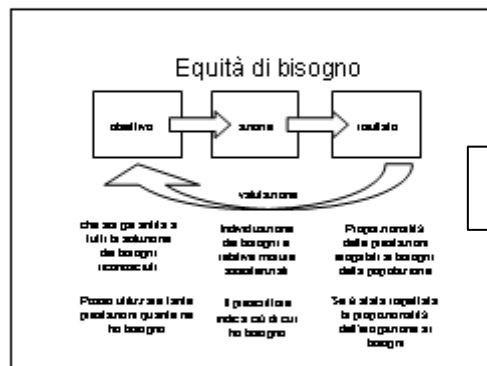 Equità di bisogno
obiettivo
azione
risultato
valutazione
che sia garantita a
tutti la soluzione
dei bisogni
riconosciuti
Individuazione
dei bisogni e
relative misure
assistenziali
Proporzionalità
delle prestazioni
erogabili ai bisogni
della popolazione
Posso utilizzare tante
prestazioni quante ne
ho bisogno
Il prescrittore
indica ciò di cui
ho bisogno
Se è stata rispettata
la proporzionalità
dell'erogazione ai
bisogni